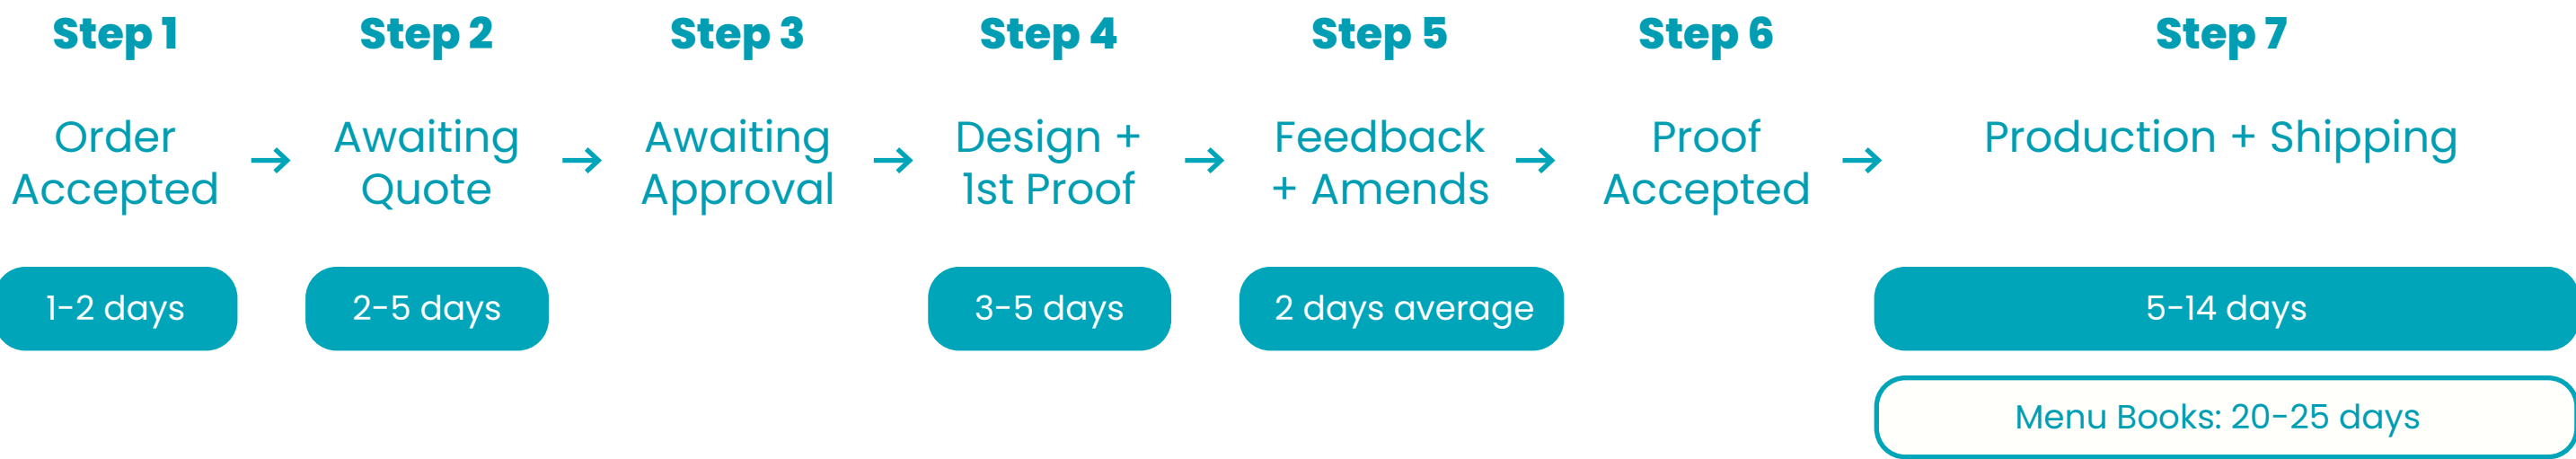 Step 1
Order
Accepted
1-2 days
Step 2
Awaiting
Quote
2-5 days
Step 3
Awaiting
Approval
Step 4
Design +
1st Proof
3-5 days
Step 5
Feedback
+ Amends
2 days average
Step 6
Proof
Accepted
Step 7
Production + Shipping
5-14 days
Menu Books: 20-25 days